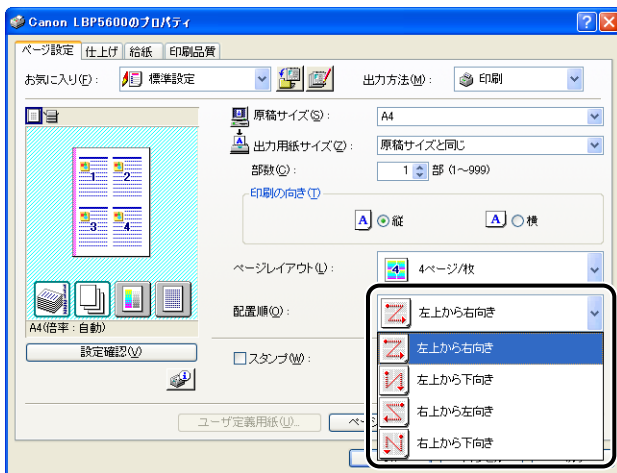 Canon LBP5600のプロパティ
ページ設定 仕上げ 給紙 印刷品質
お気に入り(F): 標準設定 出力方法(M): 印刷
原稿サイズ(S): A4
出力用紙サイズ(Z): 原稿サイズと同じ
部数(C): 1 部 (1～999)
印刷の向き(T)
A 縦 A 横
1 2
3 4
ページレイアウト(L): 4 4ページ/枚
配置順(O): 左上から右向き
A4(倍率:自動)
設定確認(V)
スタンプ(W):
左上から右向き
左上から下向き
右上から左向き
右上から下向き
ユーザ定義用紙(U)...